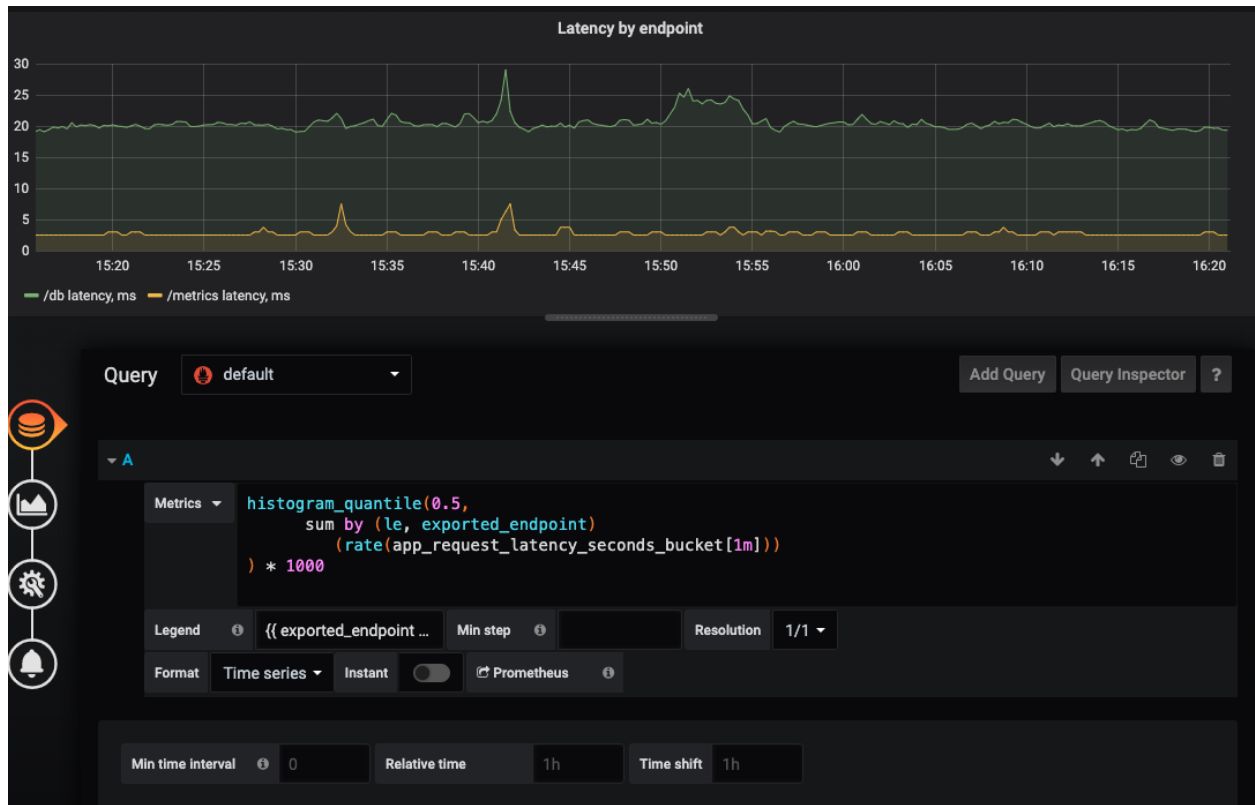 Latency by endpoint
30
25
20
15
10
5
0
15:20 15:25 15:30 15:35 15:40 15:45 15:50 15:55 16:00 16:05 16:10 16:15 16:20
/db latency, ms /metrics latency, ms
Query default Add Query Query Inspector ?
A
Metrics histogram_quantile(0.5,
sum by (le, exported_endpoint)
(rate(app_request_latency_seconds_bucket[1m]))
) * 1000
Legend {{ exported_endpoint ... Min step Resolution 1/1
Format Time series Instant Prometheus
Min time interval 0 Relative time 1h Time shift 1h